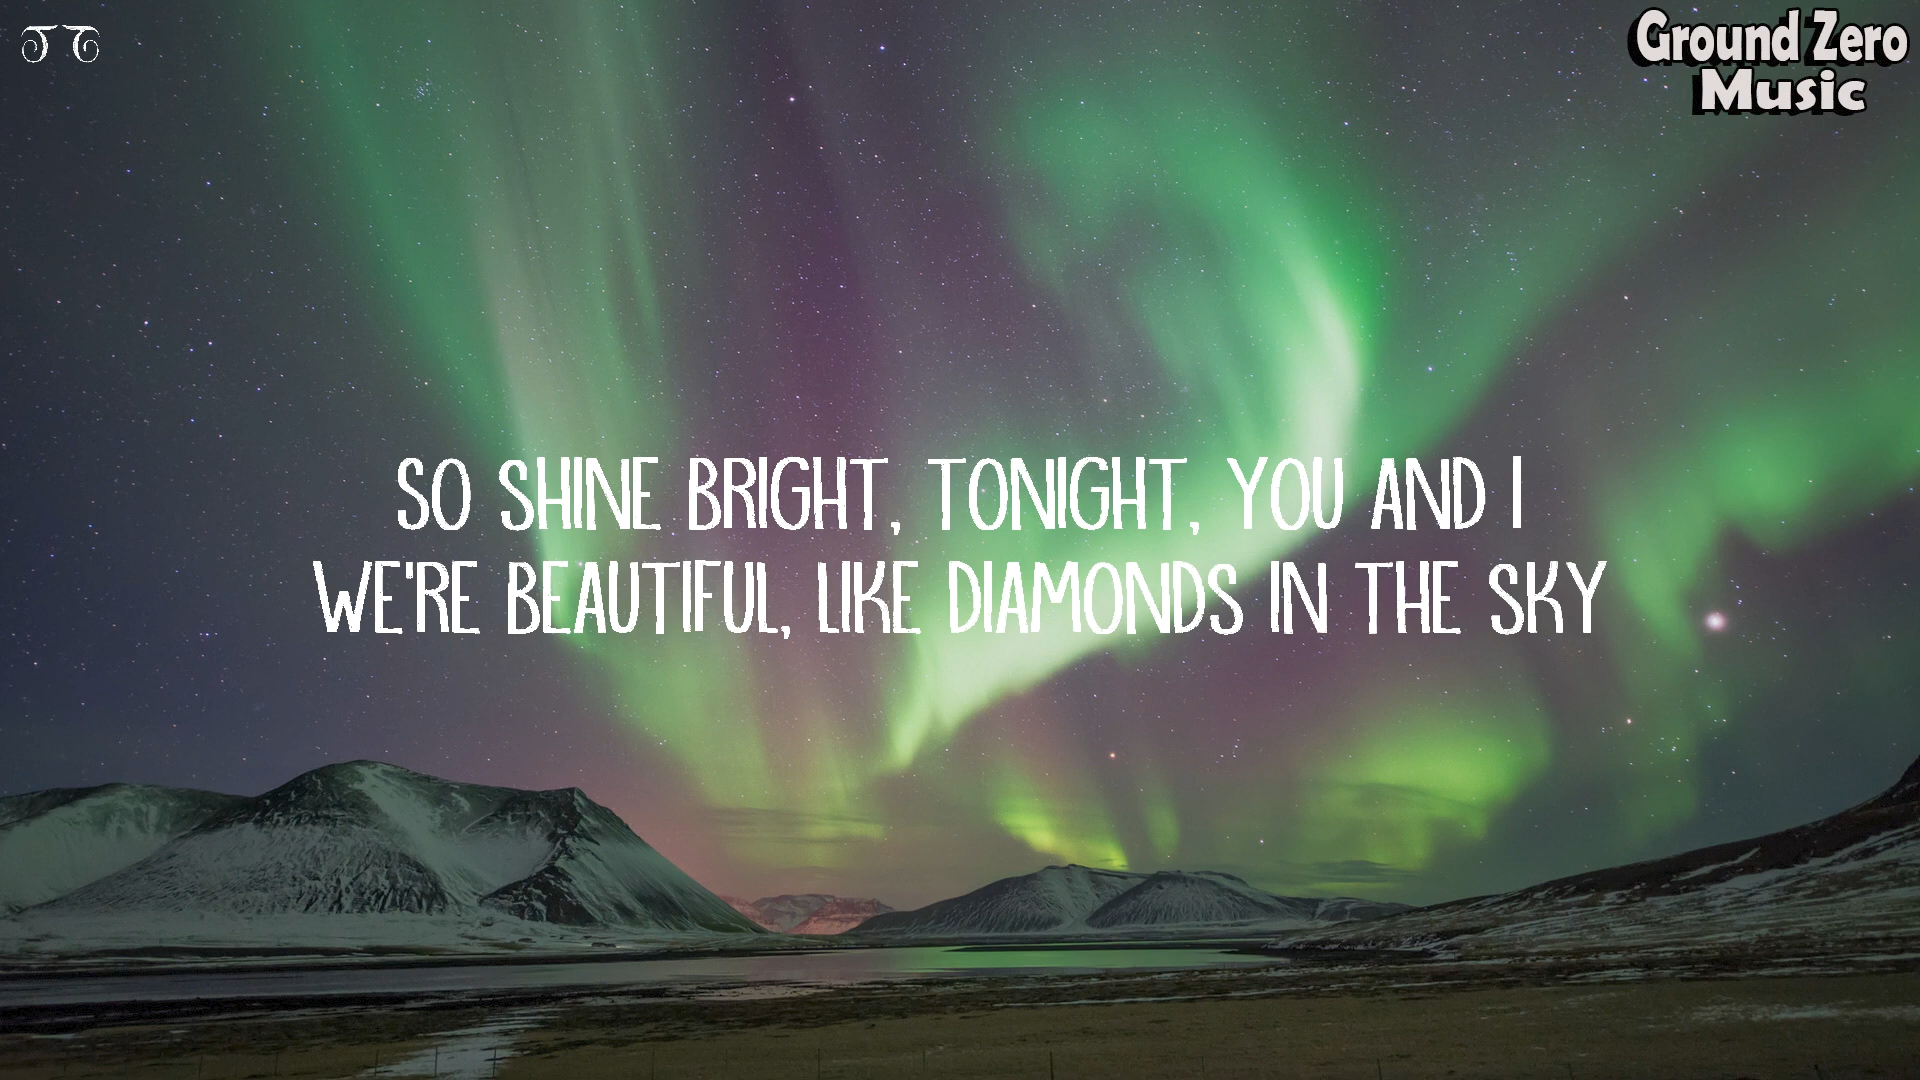 Ground Zero
Music
SO SHINE BRIGHT, TONIGHT, YOU AND I
WE'RE BEAUTIFUL, LIKE DIAMONDS IN THE SKY